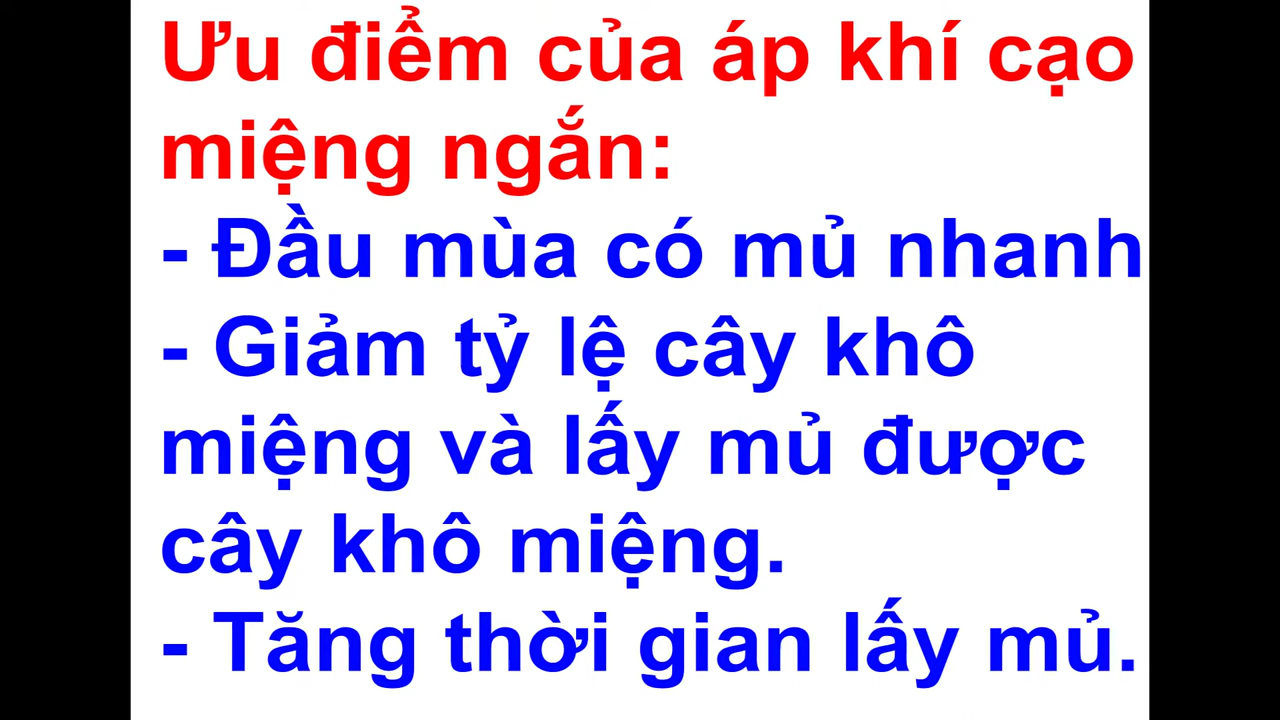 Ưu điểm của áp khí cạo
miệng ngắn:
- Đầu mùa có mủ nhanh
- Giảm tỷ lệ cây khô
miệng và lấy mủ được
cây khô miệng.
- Tăng thời gian lấy mủ.